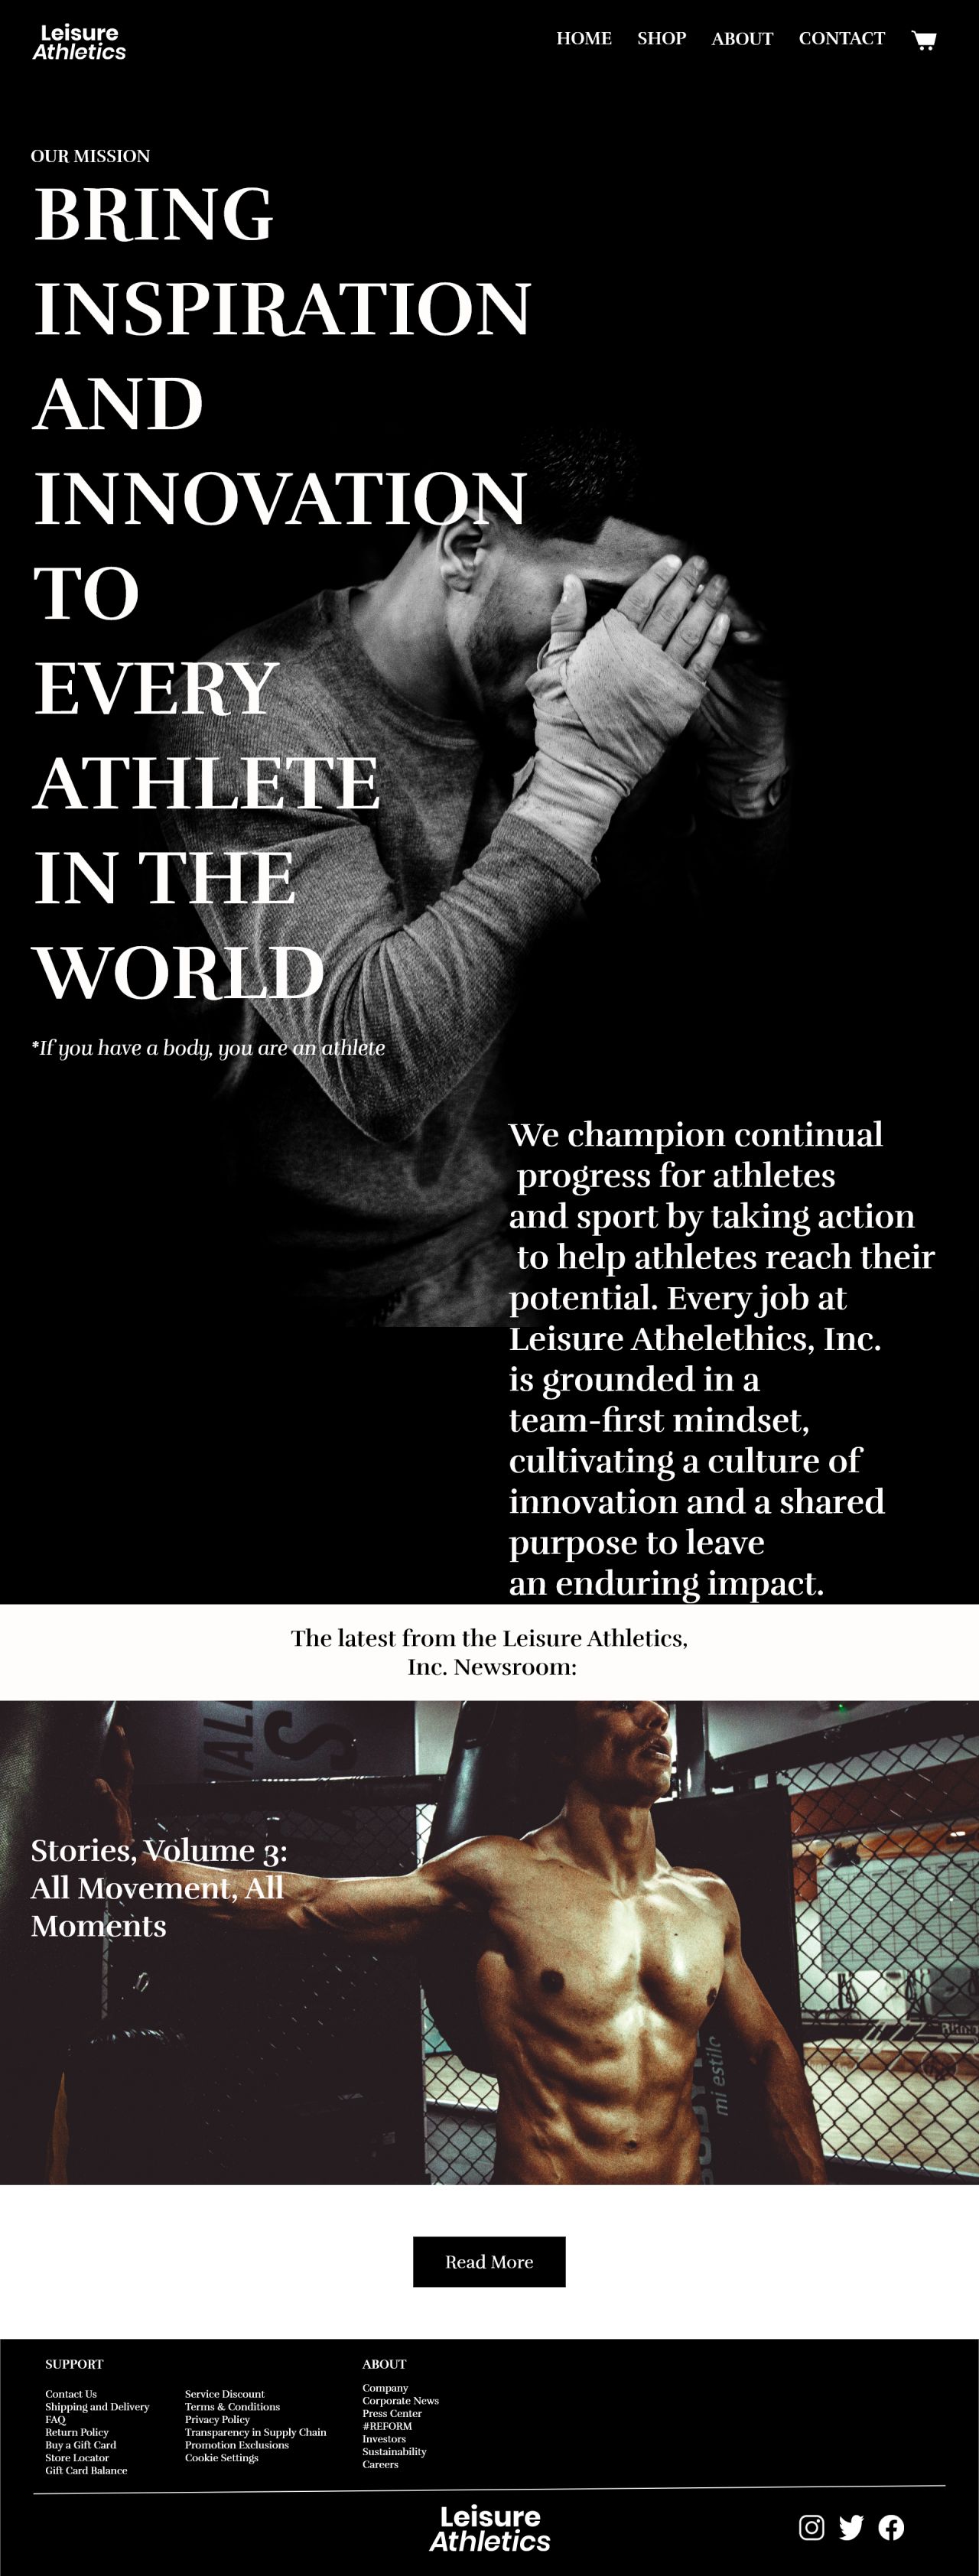 Leisure
Athletics
HOME SHOP ABOUT CONTACT
OUR MISSION
BRING
INSPIRATION
AND
INNOVATION
TO
EVERY
ATHLETE
IN THE
WORLD
*If you have a body, you are an athlete
We champion continual
progress for athletes
and sport by taking action
to help athletes reach their
potential. Every job at
Leisure Athelethics, Inc.
is grounded in a
team-first mindset,
cultivating a culture of
innovation and a shared
purpose to leave
an enduring impact.
The latest from the Leisure Athletics,
Inc. Newsroom:
Stories, Volume 3:
All Movement, All
Moments
mi estilo
Read More
SUPPORT
Contact Us
Shipping and Delivery
FAQ
Return Policy
Buy a Gift Card
Store Locator
Gift Card Balance
Service Discount
Terms & Conditions
Privacy Policy
Transparency in Supply Chain
Promotion Exclusions
Cookie Settings
ABOUT
Company
Corporate News
Press Center
#REFORM
Investors
Sustainability
Careers
Leisure
Athletics